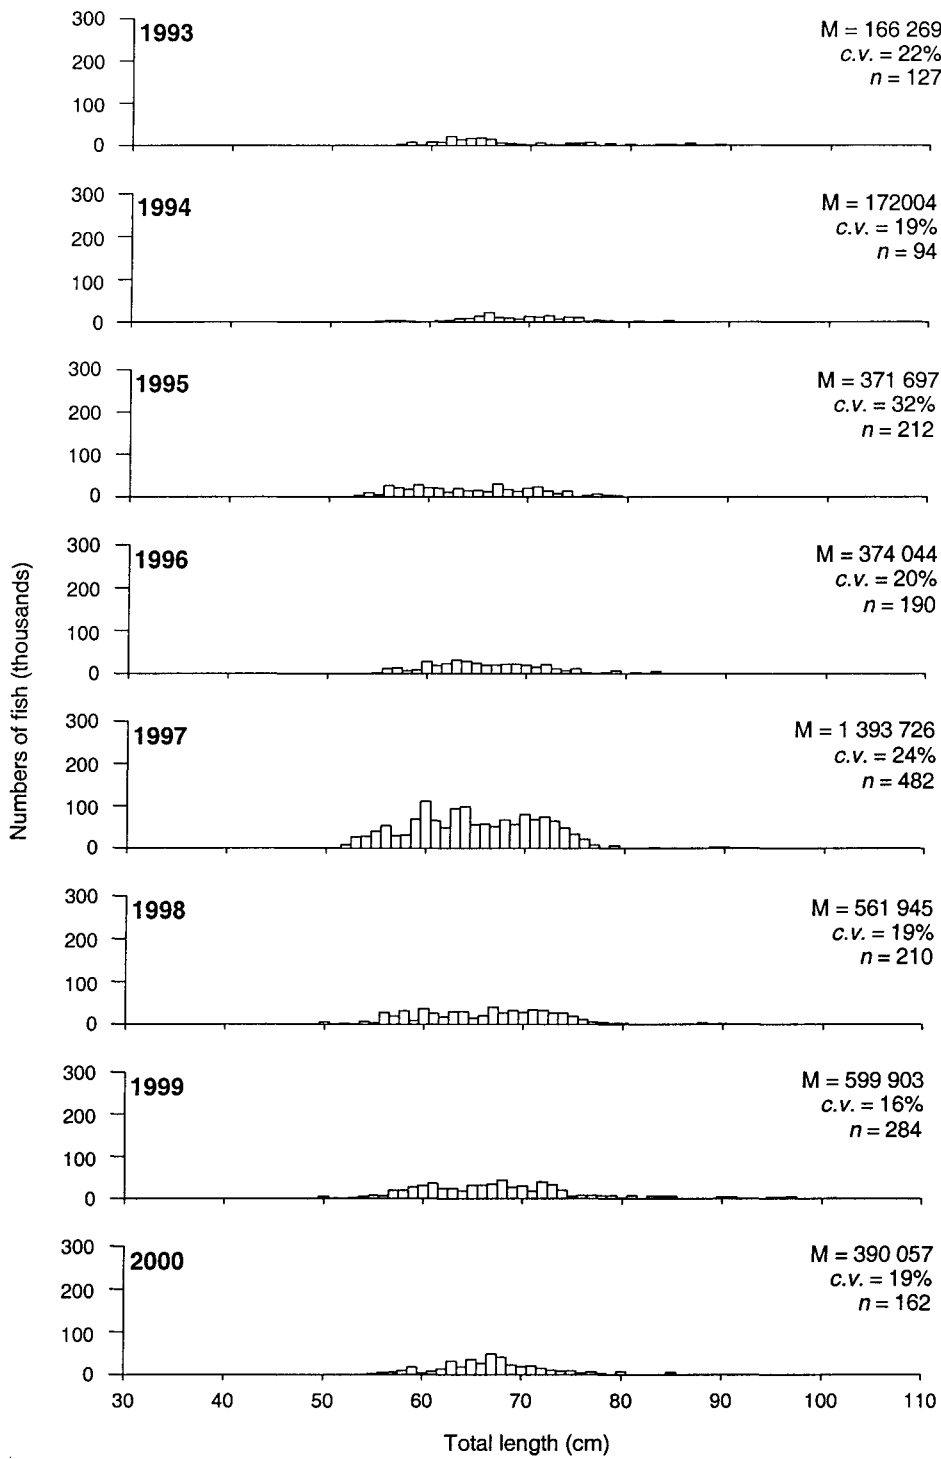 300
1993
M = 166 269
200
c.v. = 22%
100
n = 127
0
300
1994
M = 172004
200
c.v. = 19%
100
n = 94
0
300
1995
M = 371 697
200
c.v. = 32%
100
n = 212
0
300
1996
M = 374 044
200
c.v. = 20%
100
n = 190
0
Numbers of fish (thousands)
300
1997
M = 1 393 726
200
c.v. = 24%
100
n = 482
0
300
1998
M = 561 945
200
c.v. = 19%
100
n = 210
0
300
1999
M = 599 903
200
c.v. = 16%
100
n = 284
0
300
2000
M = 390 057
200
c.v. = 19%
100
n = 162
0
30 40 50 60 70 80 90 100 110
Total length (cm)